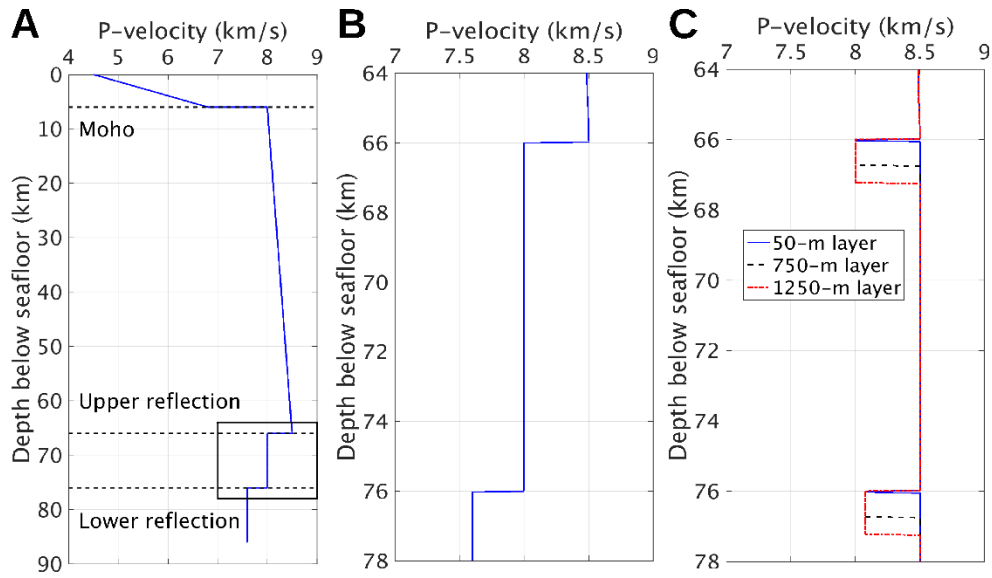 A
P-velocity (km/s)
4 5 6 7 8 9
Depth below seafloor (km)
0
10
20
30
40
50
60
70
80
90
Moho
Upper reflection
Lower reflection
B
P-velocity (km/s)
7 7.5 8 8.5 9
Depth below seafloor (km)
64
66
68
70
72
74
76
78
C
P-velocity (km/s)
7 7.5 8 8.5 9
Depth below seafloor (km)
64
66
68
70
72
74
76
78
50-m layer
750-m layer
1250-m layer